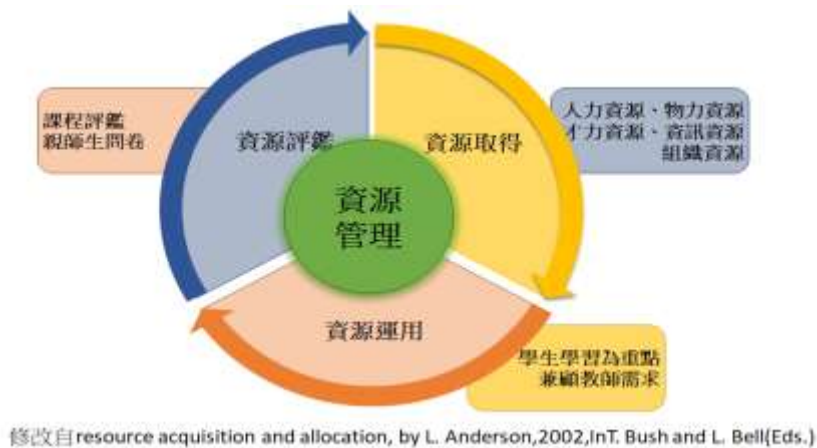 課程評鑑
親師生問卷
資源評鑑
資源取得
人力資源、物力資源
才力資源、資訊資源
組織資源
資源
管理
資源運用
學生學習為重點
兼顧教師需求
修改自resource acquisition and allocation, by L. Anderson,2002,InT. Bush and L. Bell(Eds.)